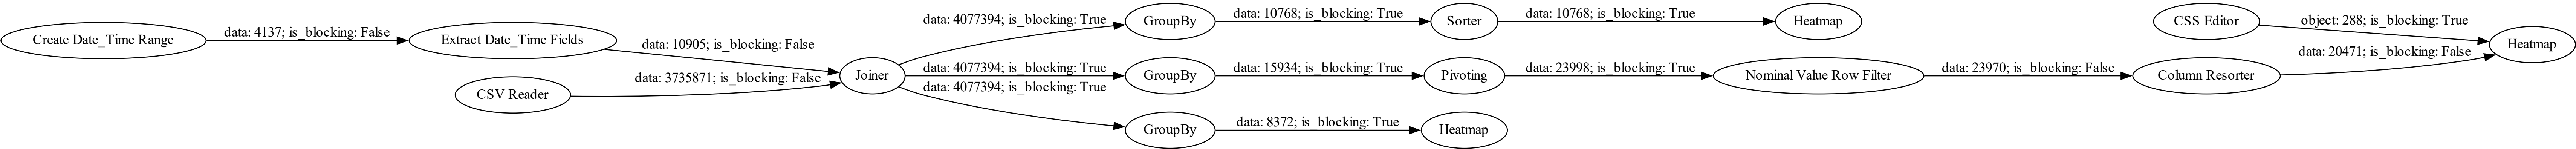 Create Date_Time Range
data: 4137; is_blocking: False
Extract Date_Time Fields
data: 10905; is_blocking: False
CSV Reader
data: 3735871; is_blocking: False
Joiner
data: 4077394; is_blocking: True
GroupBy
data: 10768; is_blocking: True
Sorter
data: 10768; is_blocking: True
Heatmap
data: 4077394; is_blocking: True
GroupBy
data: 15934; is_blocking: True
Pivoting
data: 23998; is_blocking: True
Nominal Value Row Filter
data: 23970; is_blocking: False
Column Resorter
data: 20471; is_blocking: False
CSS Editor
object: 288; is_blocking: True
Heatmap
data: 4077394; is_blocking: True
GroupBy
data: 8372; is_blocking: True
Heatmap